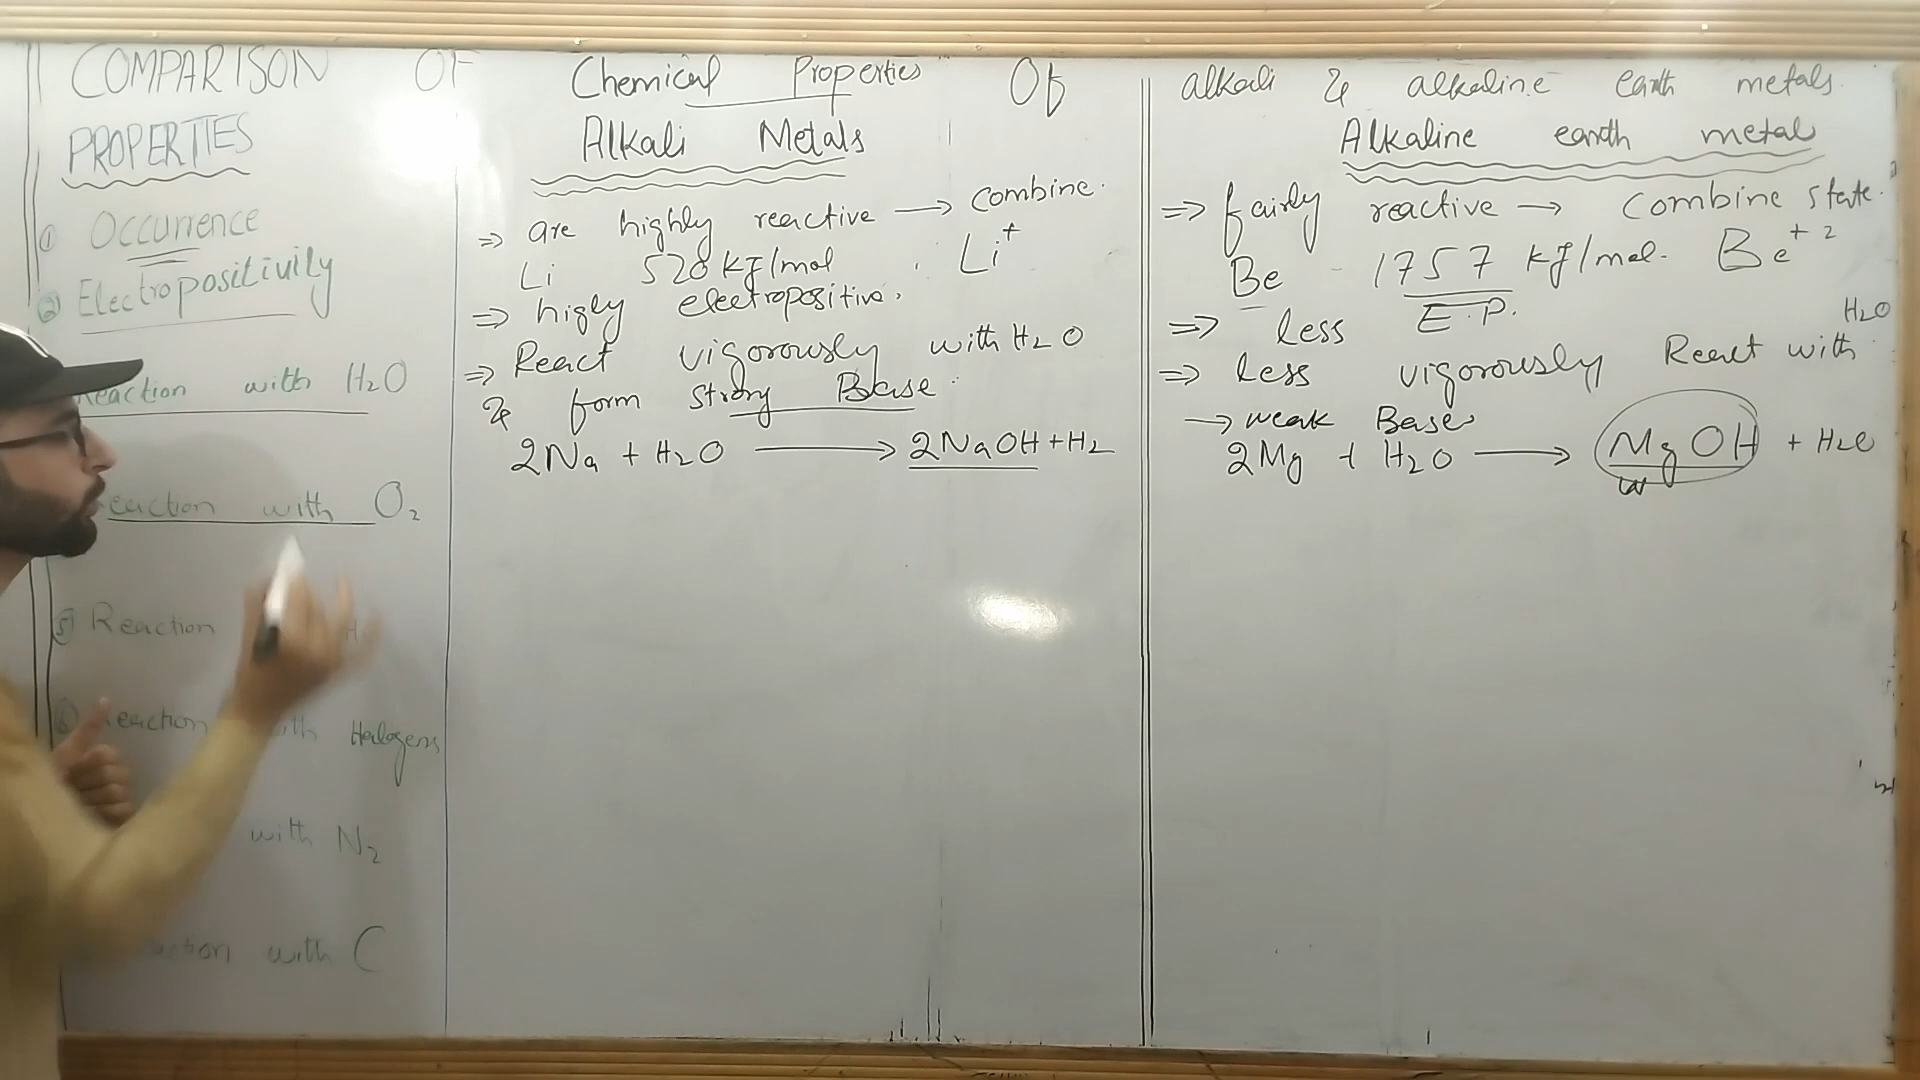 COMPARISON OF Chemical Properties Of alkali & alkaline earth metals.
PROPERTIES
① Occurrence
② Electropositivity
Reaction with H₂O
eaction with O₂
⑤ Reaction H
⑥ Reaction ith Halogens
with N₂
ction with C
Alkali Metals
⇒ are highly reactive → combine.
Li 520 kJ/mol . Li⁺
⇒ higly electropositive.
⇒ React vigorously with H₂O
& form strong Base.
2Na + H₂O → 2NaOH + H₂
Alkaline earth metal
⇒ fairly reactive → combine state.
Be - 1757 kJ/mol. Be⁺²
⇒ less E.P.
⇒ less vigorously React with H₂O
→ weak Base
2Mg + H₂O → MgOH + H₂O
w